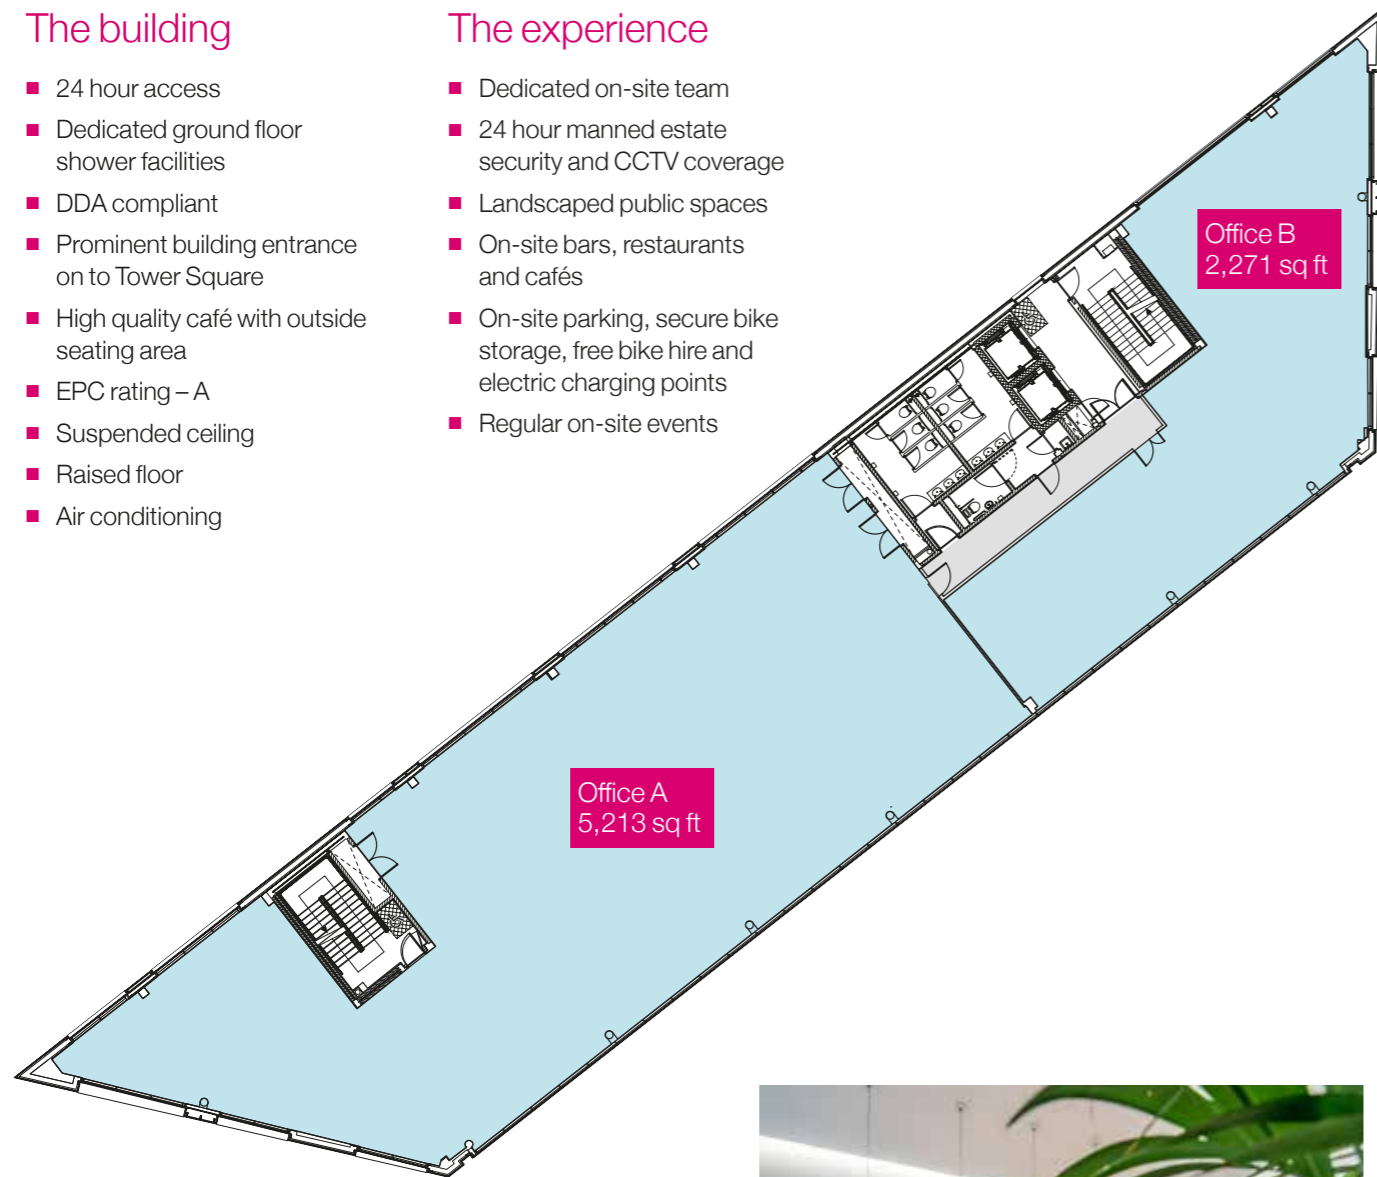 The building
24 hour access
Dedicated ground floor
shower facilities
DDA compliant
Prominent building entrance
on to Tower Square
High quality café with outside
seating area
EPC rating – A
Suspended ceiling
Raised floor
Air conditioning
The experience
Dedicated on-site team
24 hour manned estate
security and CCTV coverage
Landscaped public spaces
On-site bars, restaurants
and cafés
On-site parking, secure bike
storage, free bike hire and
electric charging points
Regular on-site events
Office B
2,271 sq ft
Office A
5,213 sq ft